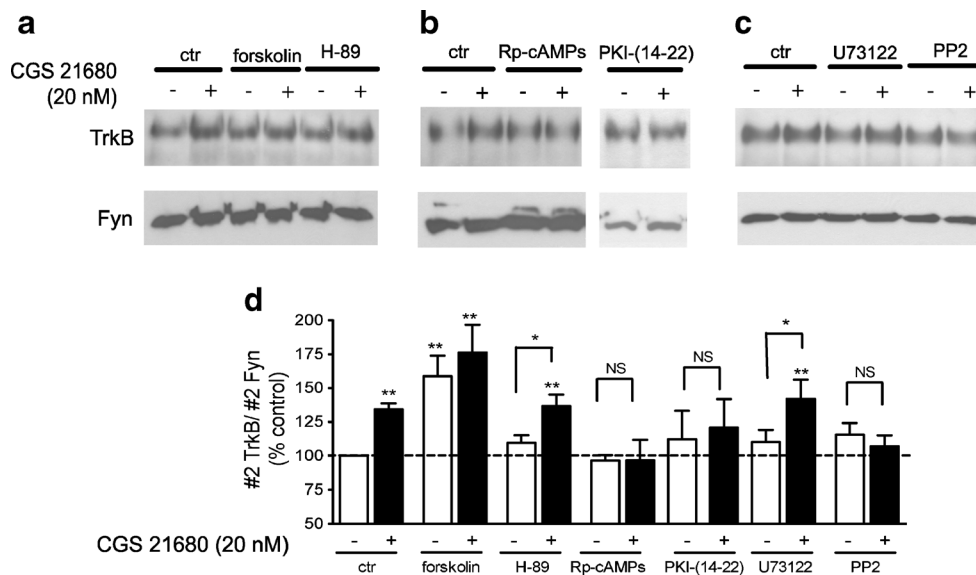 a b c
ctr forskolin H-89 ctr Rp-cAMPs PKI-(14-22) ctr U73122 PP2
CGS 21680
(20 nM)
- + - + - + - + - + - + - + - + - +
TrkB
Fyn
d
#2 TrkB/ #2 Fyn
(% control)
200
175
150
125
100
75
50
** ** ** * ** NS NS * ** NS
CGS 21680 (20 nM)
- + - + - + - + - + - + - +
ctr forskolin H-89 Rp-cAMPs PKI-(14-22) U73122 PP2